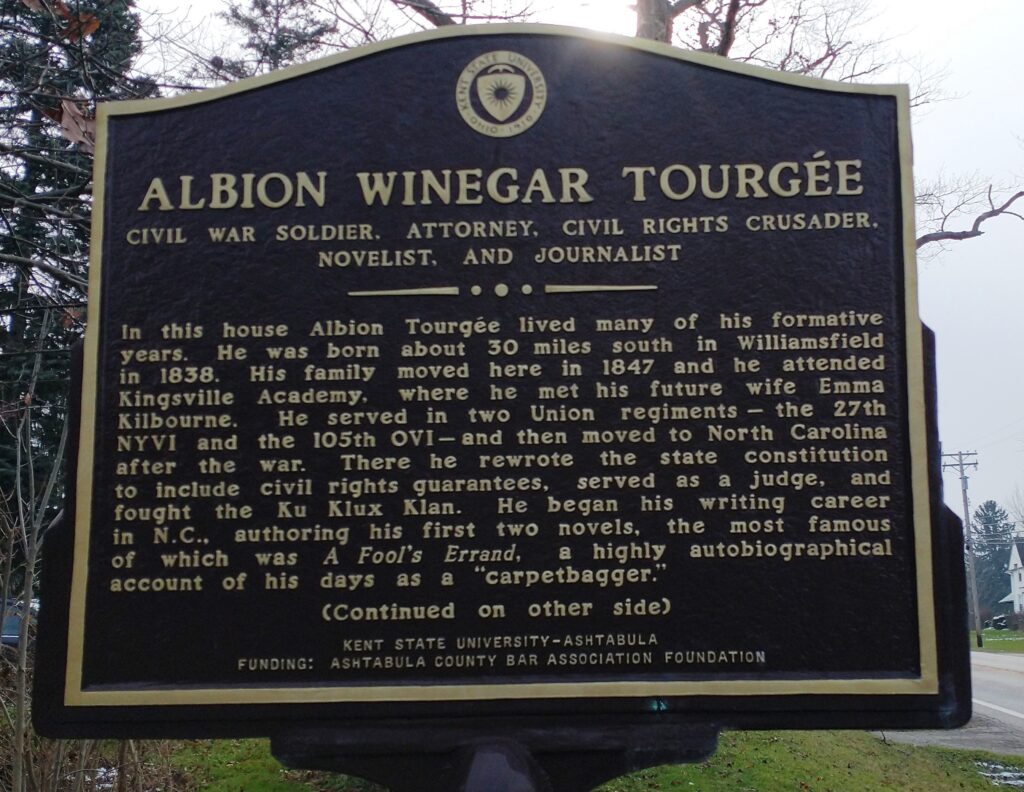 KENT STATE UNIVERSITY
OHIO · 1910
ALBION WINEGAR TOURGÉE
CIVIL WAR SOLDIER, ATTORNEY, CIVIL RIGHTS CRUSADER,
NOVELIST, AND JOURNALIST
In this house Albion Tourgée lived many of his formative
years. He was born about 30 miles south in Williamsfield
in 1838. His family moved here in 1847 and he attended
Kingsville Academy, where he met his future wife Emma
Kilbourne. He served in two Union regiments — the 27th
NYVI and the 105th OVI — and then moved to North Carolina
after the war. There he rewrote the state constitution
to include civil rights guarantees, served as a judge, and
fought the Ku Klux Klan. He began his writing career
in N.C., authoring his first two novels, the most famous
of which was A Fool's Errand, a highly autobiographical
account of his days as a "carpetbagger."
(Continued on other side)
KENT STATE UNIVERSITY-ASHTABULA
FUNDING: ASHTABULA COUNTY BAR ASSOCIATION FOUNDATION